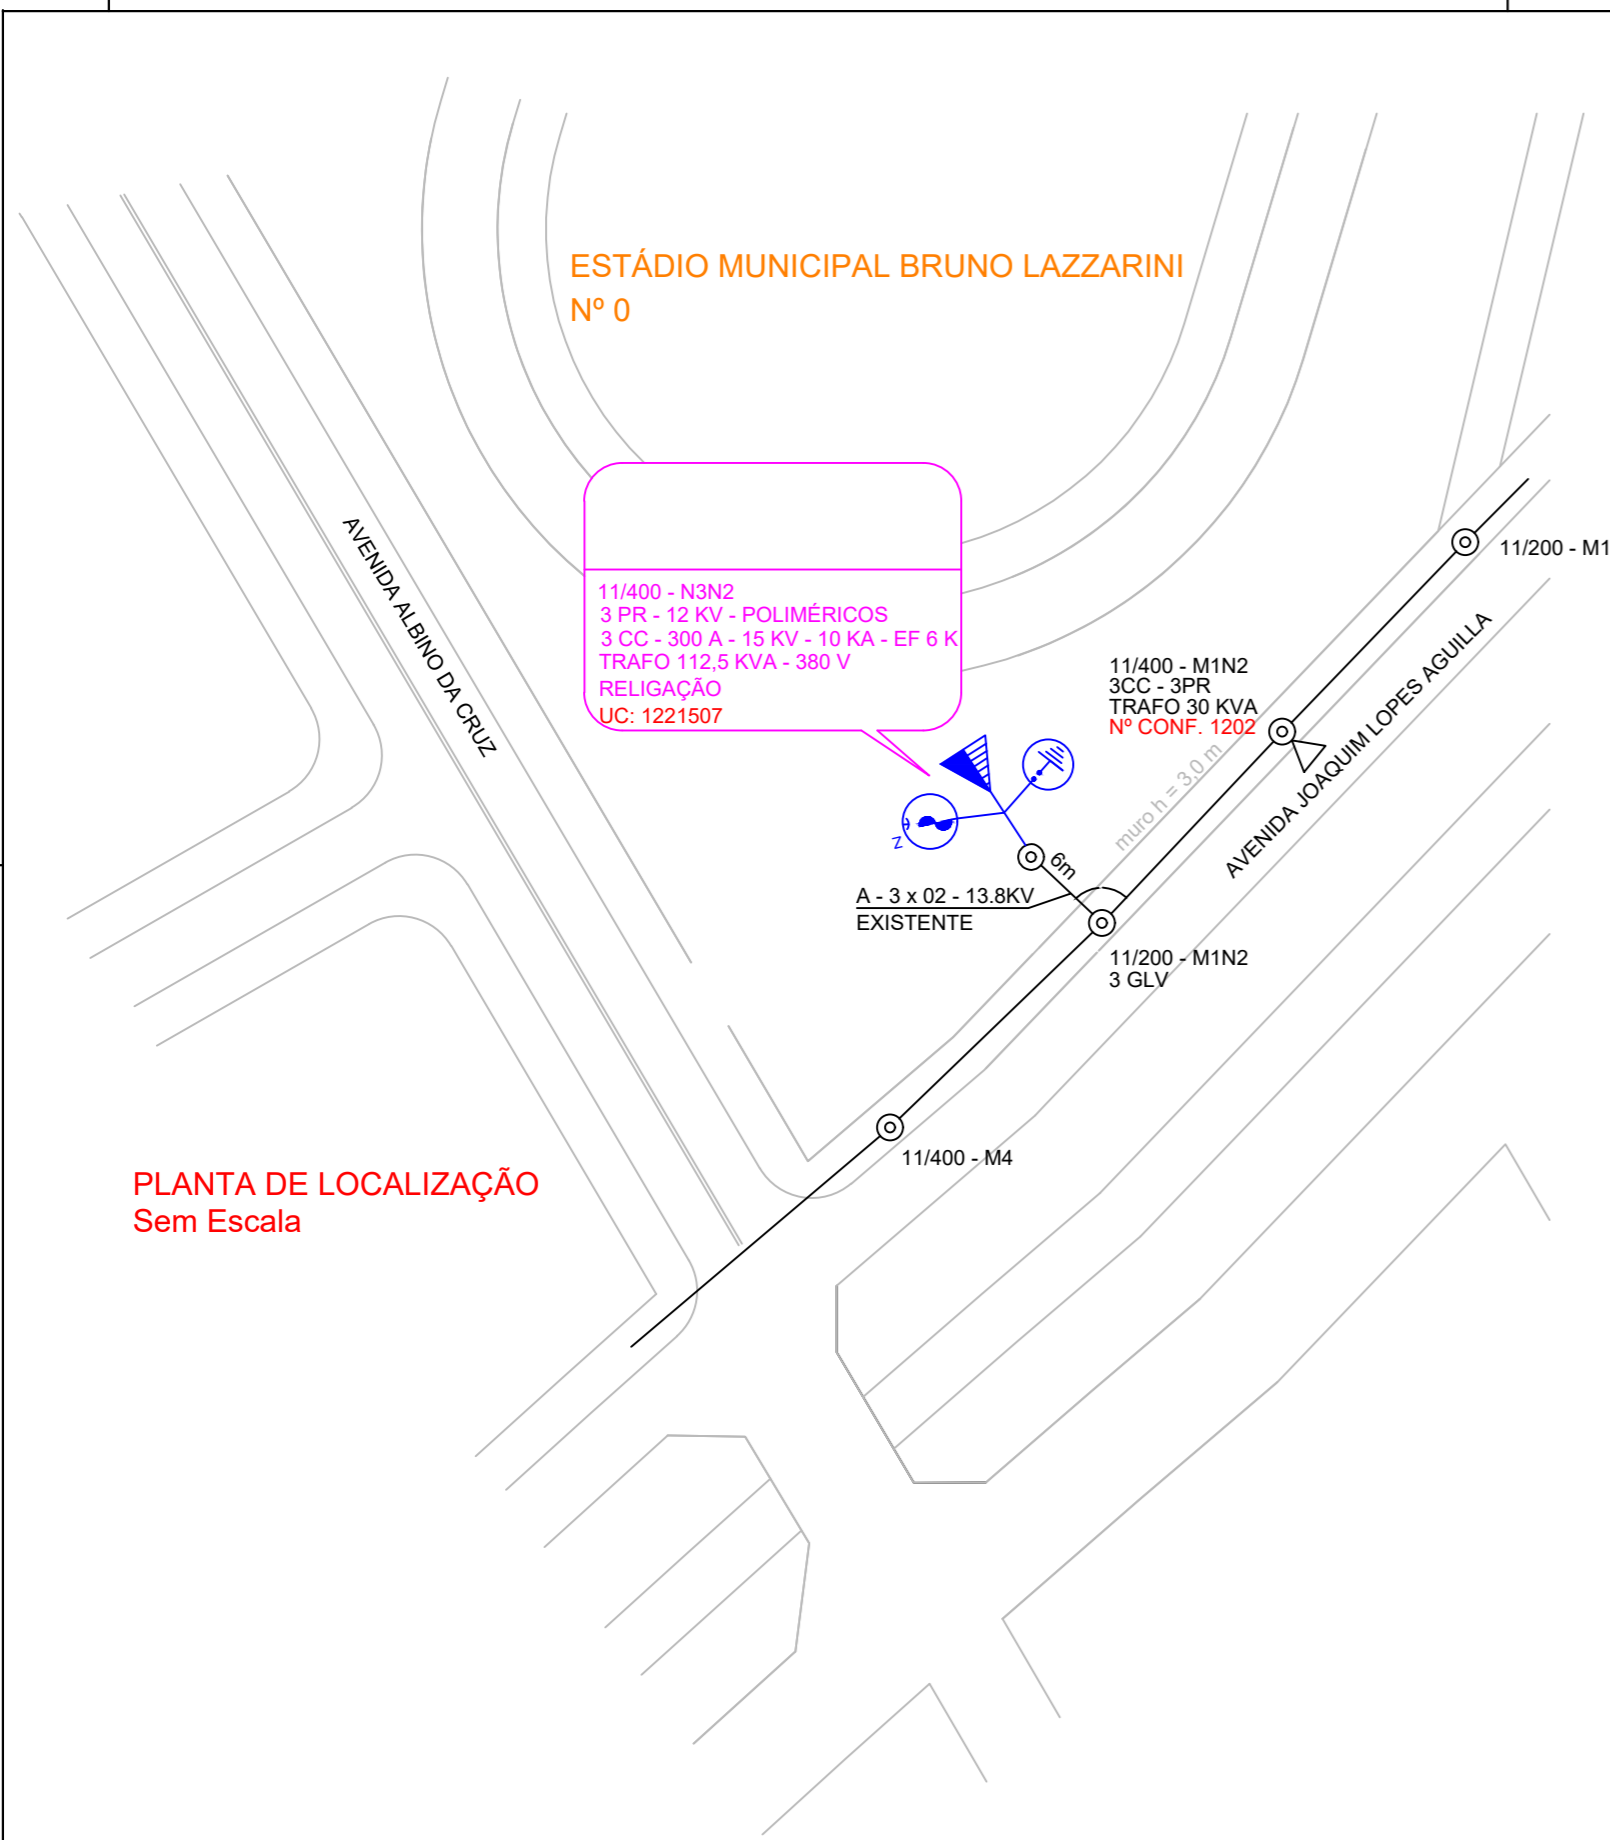 ESTÁDIO MUNICIPAL BRUNO LAZZARINI
Nº 0
AVENIDA ALBINO DA CRUZ
11/400 - N3N2
3 PR - 12 KV - POLIMÉRICOS
3 CC - 300 A - 15 KV - 10 KA - EF 6 K
TRAFO 112,5 KVA - 380 V
RELIGAÇÃO
UC: 1221507
11/200 - M1
11/400 - M1N2
3CC - 3PR
TRAFO 30 KVA
Nº CONF. 1202
muro h = 3,0 m
AVENIDA JOAQUIM LOPES AGUILLA
H
Z
6m
A - 3 x 02 - 13.8KV
EXISTENTE
11/200 - M1N2
3 GLV
11/400 - M4
PLANTA DE LOCALIZAÇÃO
Sem Escala